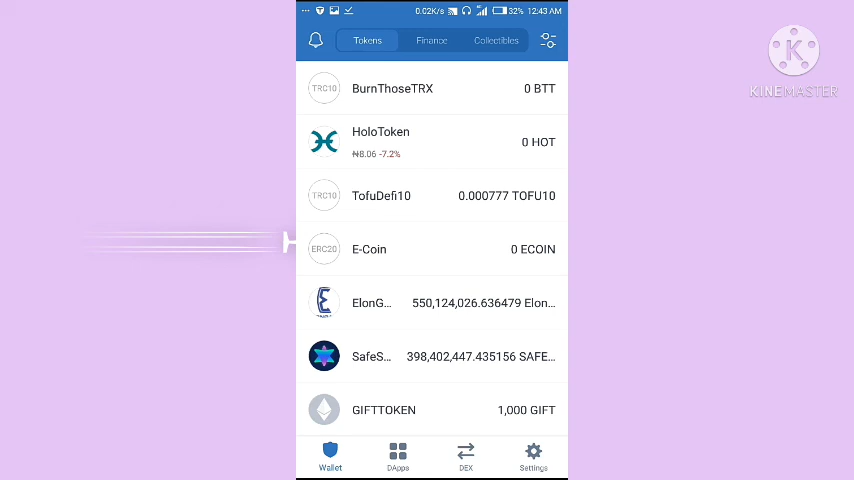 ... 0.02K/s 32% 12:43 AM
Tokens Finance Collectibles
K
KINEMASTER
TRC10 BurnThoseTRX 0 BTT
HoloToken 0 HOT
₦8.06 -7.2%
TRC10 TofuDefi10 0.000777 TOFU10
ERC20 E-Coin 0 ECOIN
ElonG... 550,124,026.636479 Elon...
SafeS... 398,402,447.435156 SAFE...
GIFTTOKEN 1,000 GIFT
Wallet DApps DEX Settings